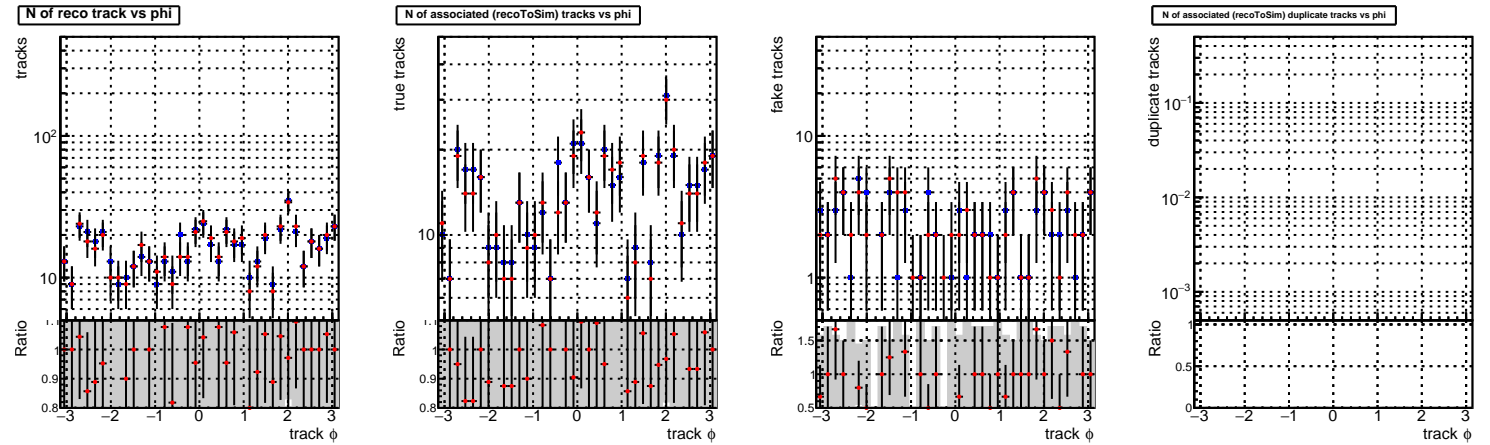 N of reco track vs phi
tracks
10²
10
Ratio
1.1
1
0.9
0.8
−3 −2 −1 0 1 2 3
track ϕ
N of associated (recoToSim) tracks vs phi
true tracks
10
Ratio
1.1
1
0.9
0.8
−3 −2 −1 0 1 2 3
track ϕ
fake tracks
10
1
Ratio
1.5
1
0.5
−3 −2 −1 0 1 2 3
track ϕ
N of associated (recoToSim) duplicate tracks vs phi
duplicate tracks
10⁻¹
10⁻²
10⁻³
Ratio
1
0.5
0
−3 −2 −1 0 1 2 3
track ϕ